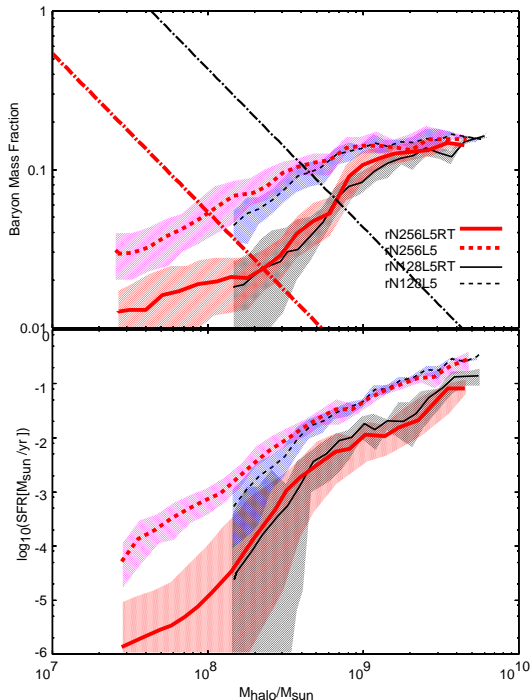 1
Baryon Mass Fraction
0.1
rN256L5RT
rN256L5
rN128L5RT
rN128L5
0.01
0
-1
log10(SFR[Msun /yr ])
-2
-3
-4
-5
-6
10^7
10^8
10^9
10^10
Mhalo/Msun